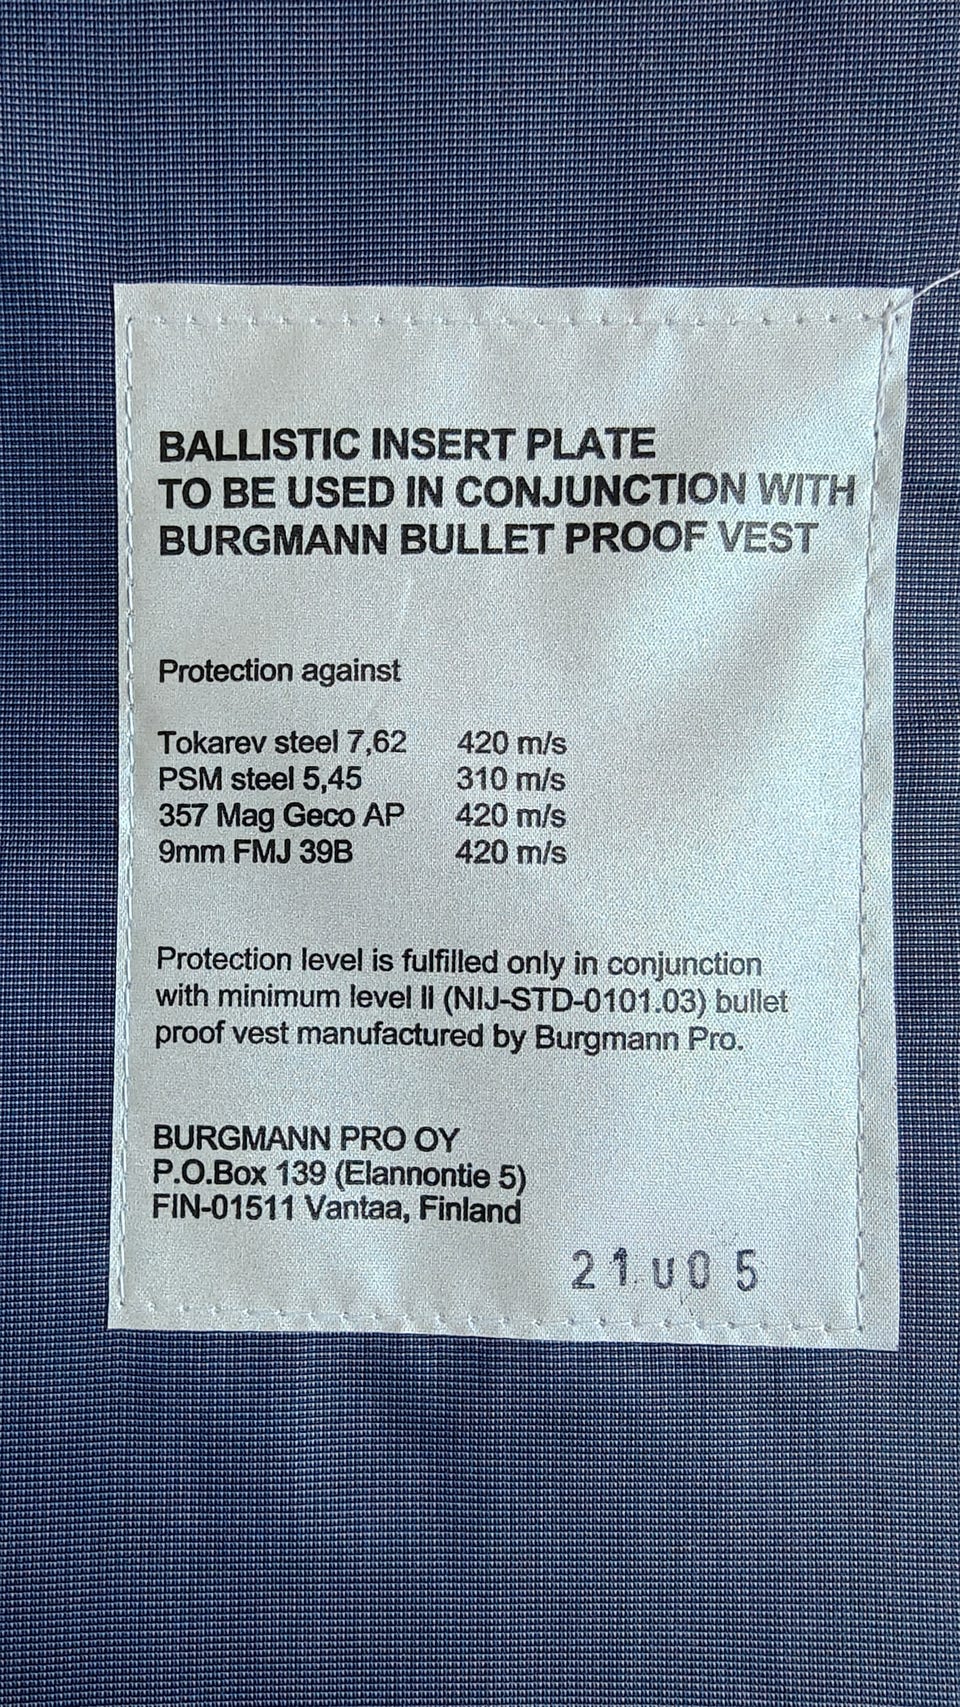 BALLISTIC INSERT PLATE
TO BE USED IN CONJUNCTION WITH
BURGMANN BULLET PROOF VEST
Protection against
Tokarev steel 7,62 420 m/s
PSM steel 5,45 310 m/s
357 Mag Geco AP 420 m/s
9mm FMJ 39B 420 m/s
Protection level is fulfilled only in conjunction
with minimum level II (NIJ-STD-0101.03) bullet
proof vest manufactured by Burgmann Pro.
BURGMANN PRO OY
P.O.Box 139 (Elannontie 5)
FIN-01511 Vantaa, Finland
21 U0 5